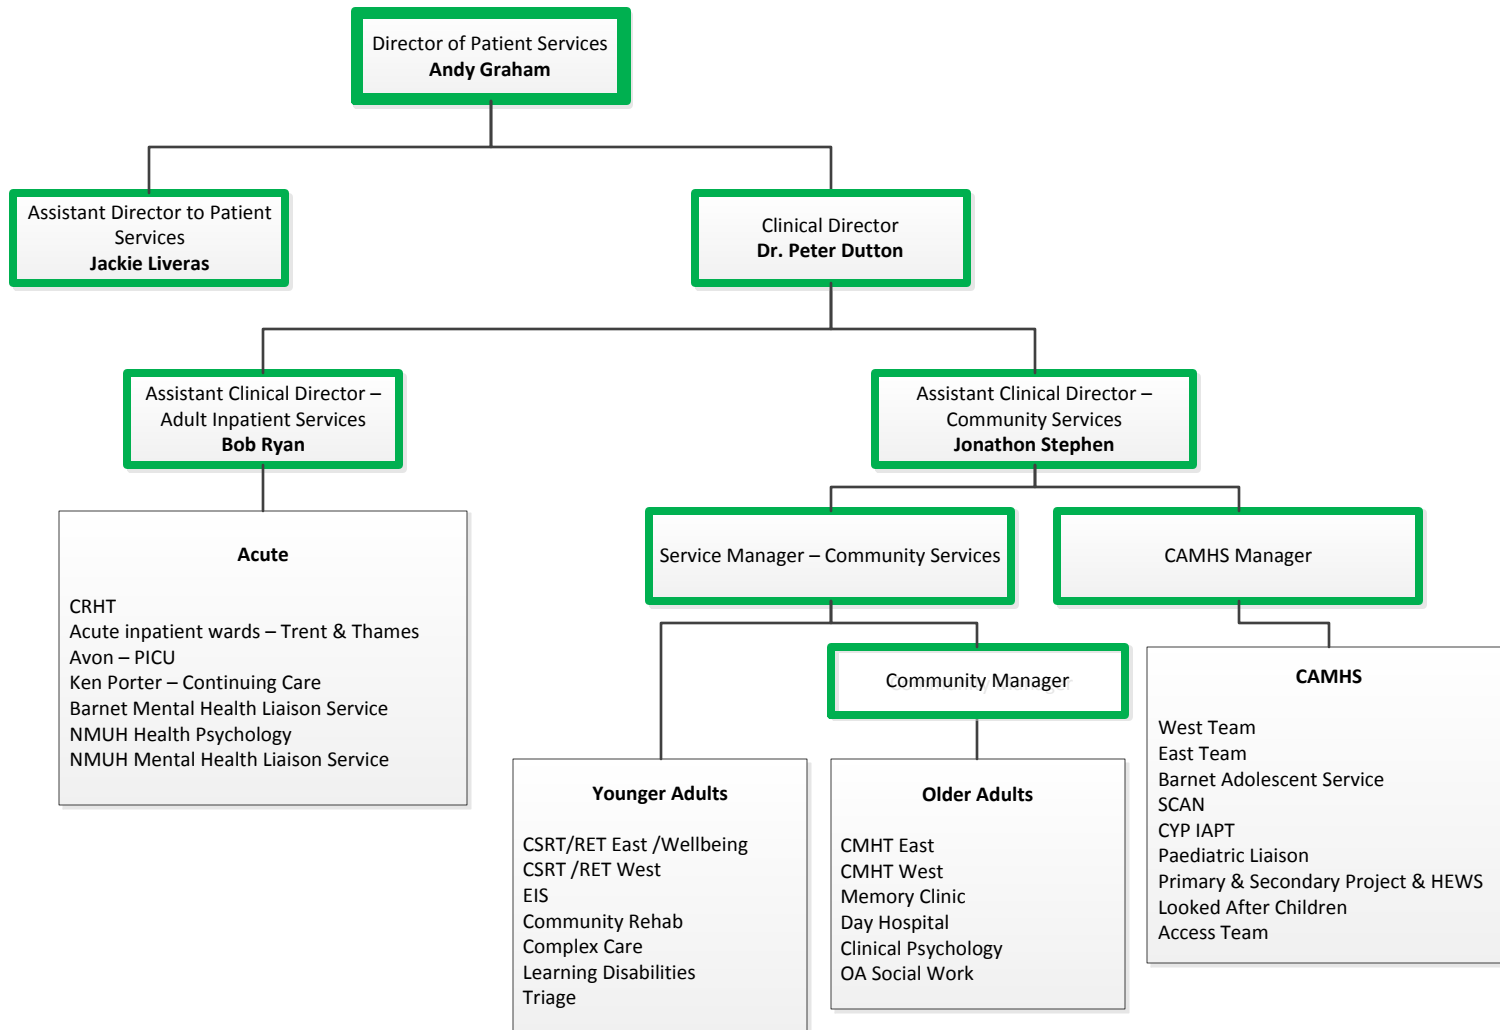 Director of Patient Services
Andy Graham
Assistant Director to Patient
Services
Jackie Liveras
Clinical Director
Dr. Peter Dutton
Assistant Clinical Director –
Adult Inpatient Services
Bob Ryan
Assistant Clinical Director –
Community Services
Jonathon Stephen
Service Manager – Community Services
CAMHS Manager
Community Manager
Acute
CRHT
Acute inpatient wards – Trent & Thames
Avon – PICU
Ken Porter – Continuing Care
Barnet Mental Health Liaison Service
NMUH Health Psychology
NMUH Mental Health Liaison Service
Younger Adults
CSRT/RET East /Wellbeing
CSRT /RET West
EIS
Community Rehab
Complex Care
Learning Disabilities
Triage
Older Adults
CMHT East
CMHT West
Memory Clinic
Day Hospital
Clinical Psychology
OA Social Work
CAMHS
West Team
East Team
Barnet Adolescent Service
SCAN
CYP IAPT
Paediatric Liaison
Primary & Secondary Project & HEWS
Looked After Children
Access Team